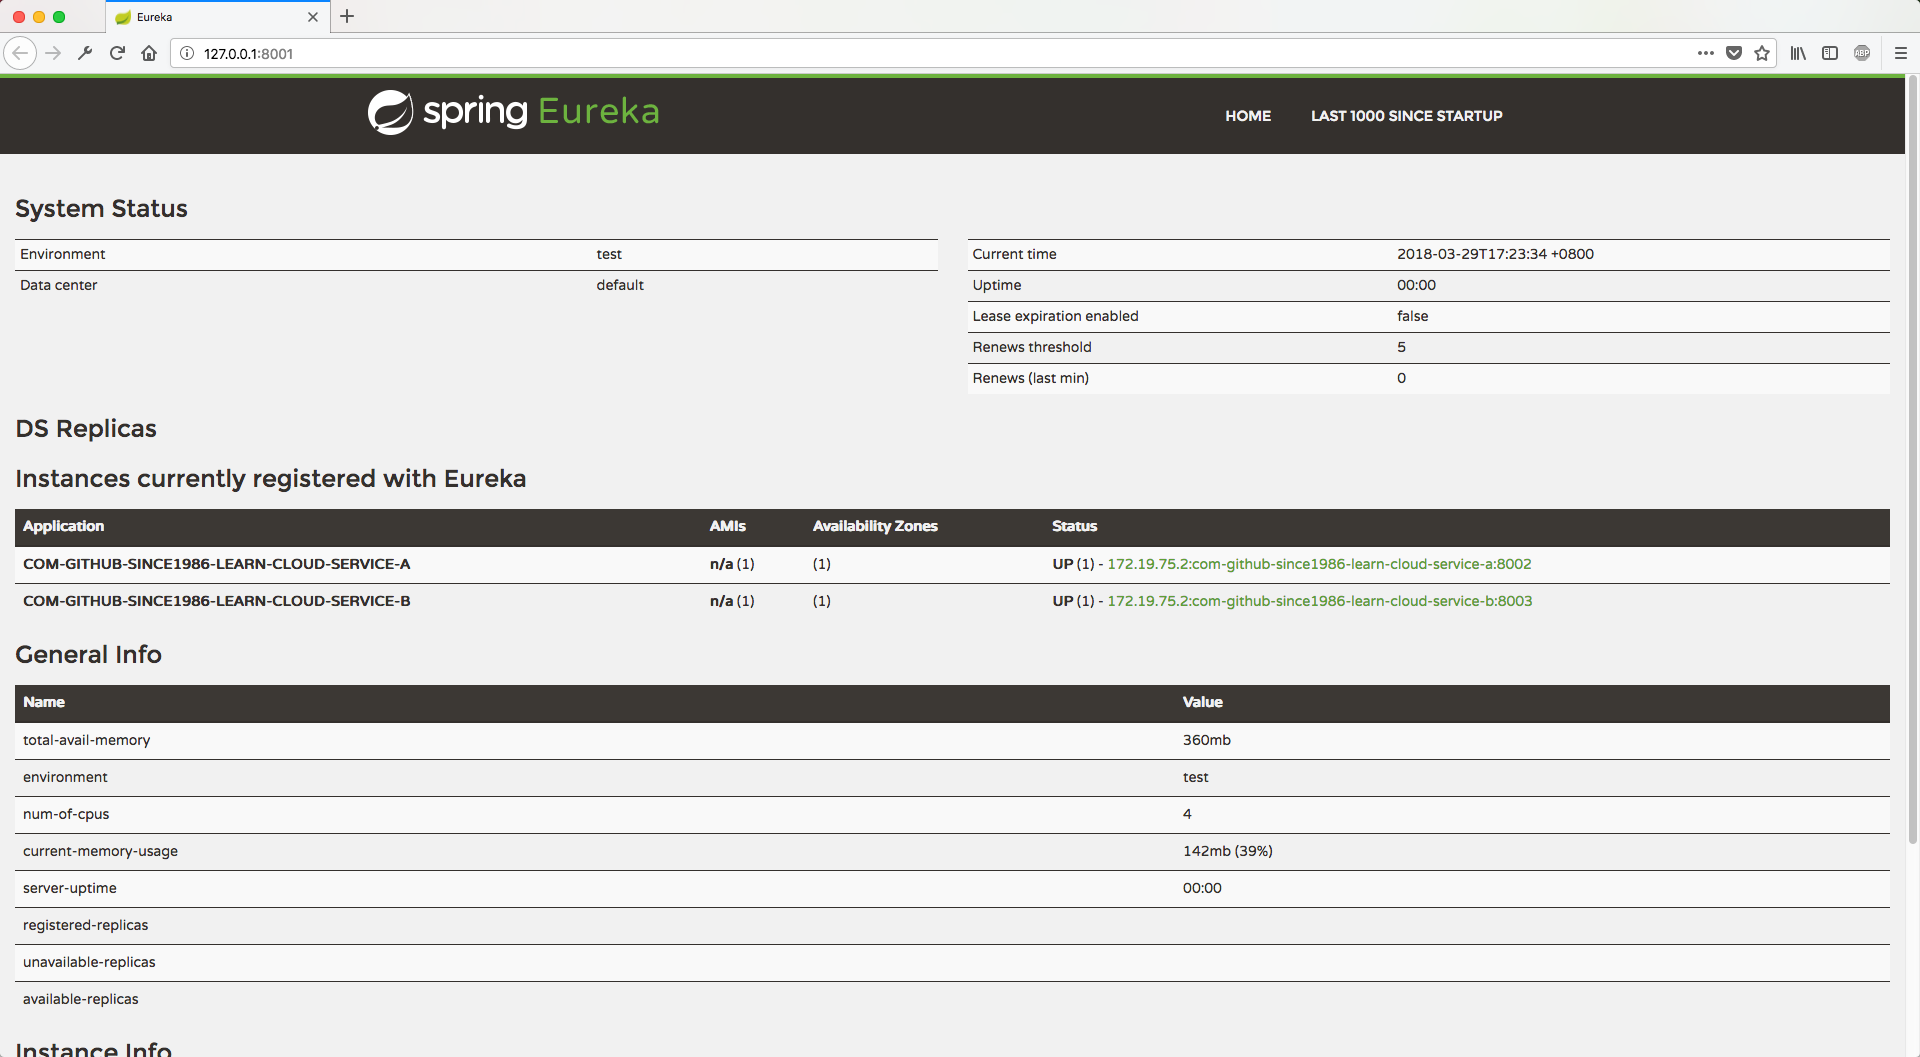 Eureka
127.0.0.1:8001
ABP
spring Eureka
HOME LAST 1000 SINCE STARTUP
System Status
Environment test
Data center default
Current time 2018-03-29T17:23:34 +0800
Uptime 00:00
Lease expiration enabled false
Renews threshold 5
Renews (last min) 0
DS Replicas
Instances currently registered with Eureka
Application AMIs Availability Zones Status
COM-GITHUB-SINCE1986-LEARN-CLOUD-SERVICE-A n/a (1) (1) UP (1) - 172.19.75.2:com-github-since1986-learn-cloud-service-a:8002
COM-GITHUB-SINCE1986-LEARN-CLOUD-SERVICE-B n/a (1) (1) UP (1) - 172.19.75.2:com-github-since1986-learn-cloud-service-b:8003
General Info
Name Value
total-avail-memory 360mb
environment test
num-of-cpus 4
current-memory-usage 142mb (39%)
server-uptime 00:00
registered-replicas
unavailable-replicas
available-replicas
Instance Info